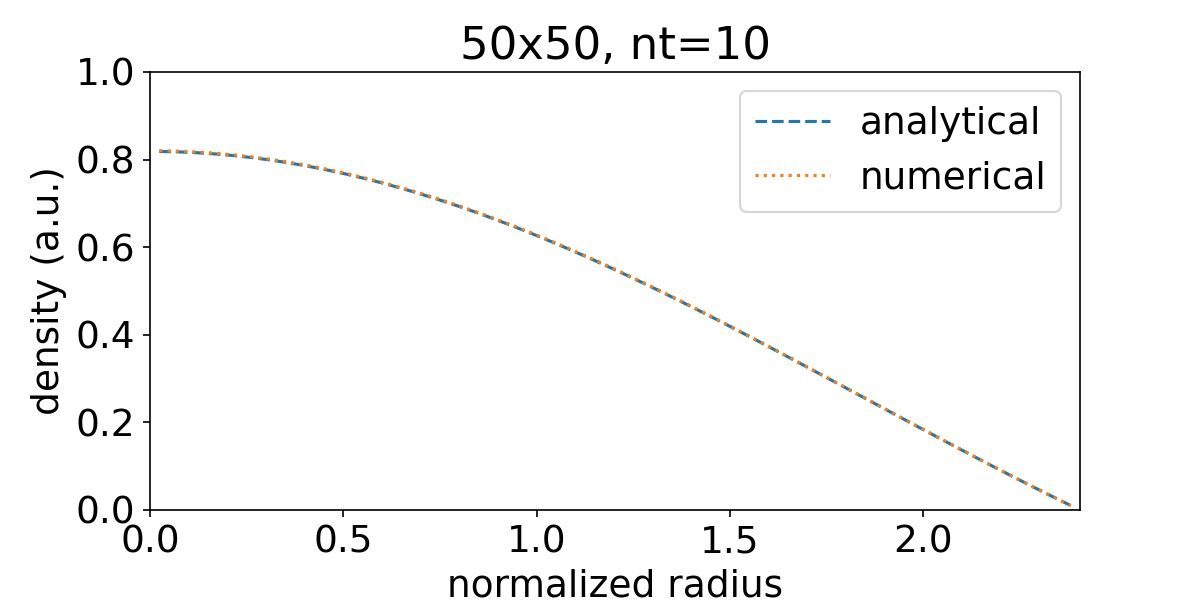 50x50, nt=10
analytical
numerical
density (a.u.)
1.0
0.8
0.6
0.4
0.2
0.0
0.0 0.5 1.0 1.5 2.0
normalized radius